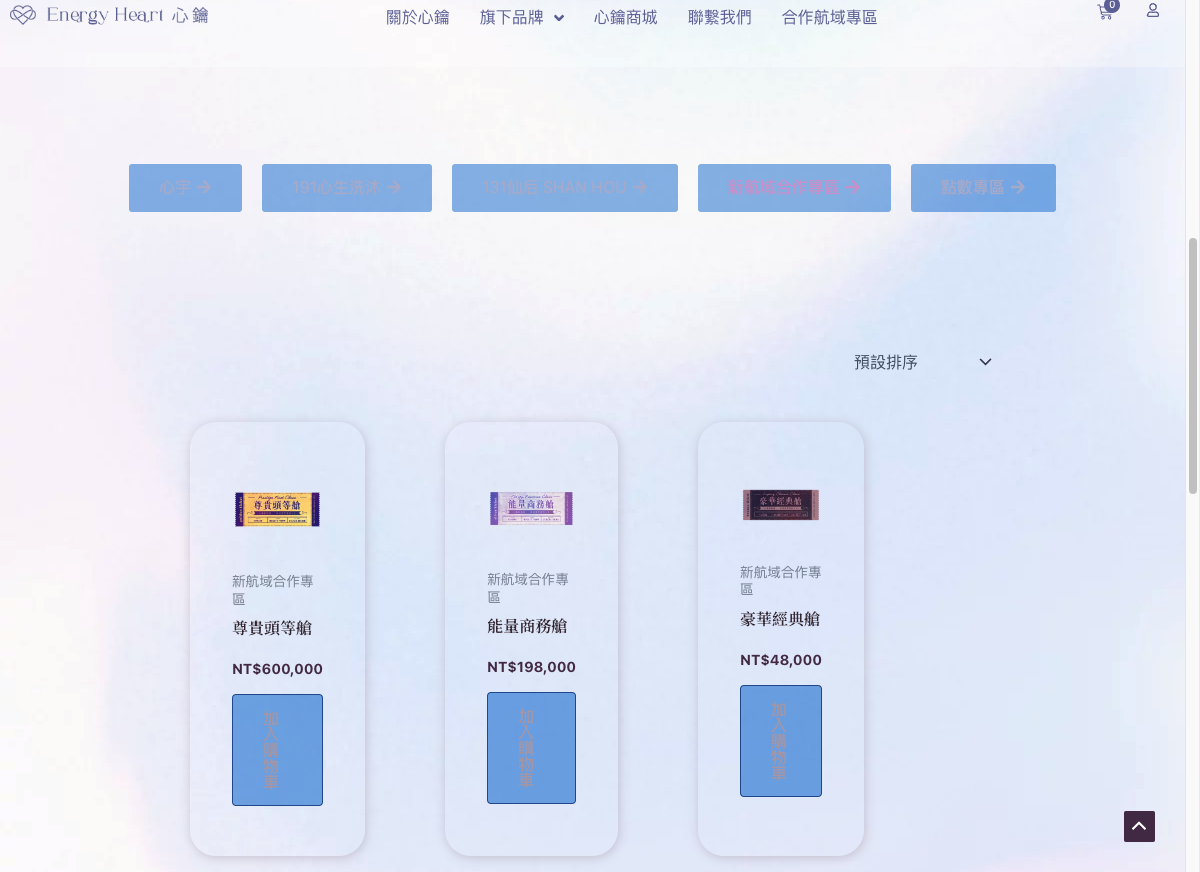 Energy Heart 心鑰
關於心鑰 旗下品牌 心鑰商城 聯繫我們 合作航域專區
0
心字 → 191心生洗沐 → 131仙后 SHAN HOU → 新航域合作專區 → 點數專區 →
預設排序
尊貴頭等艙
能量商務艙
豪華經典艙
新航域合作專
區
尊貴頭等艙
NT$600,000
加入購物車
新航域合作專
區
能量商務艙
NT$198,000
加入購物車
新航域合作專
區
豪華經典艙
NT$48,000
加入購物車